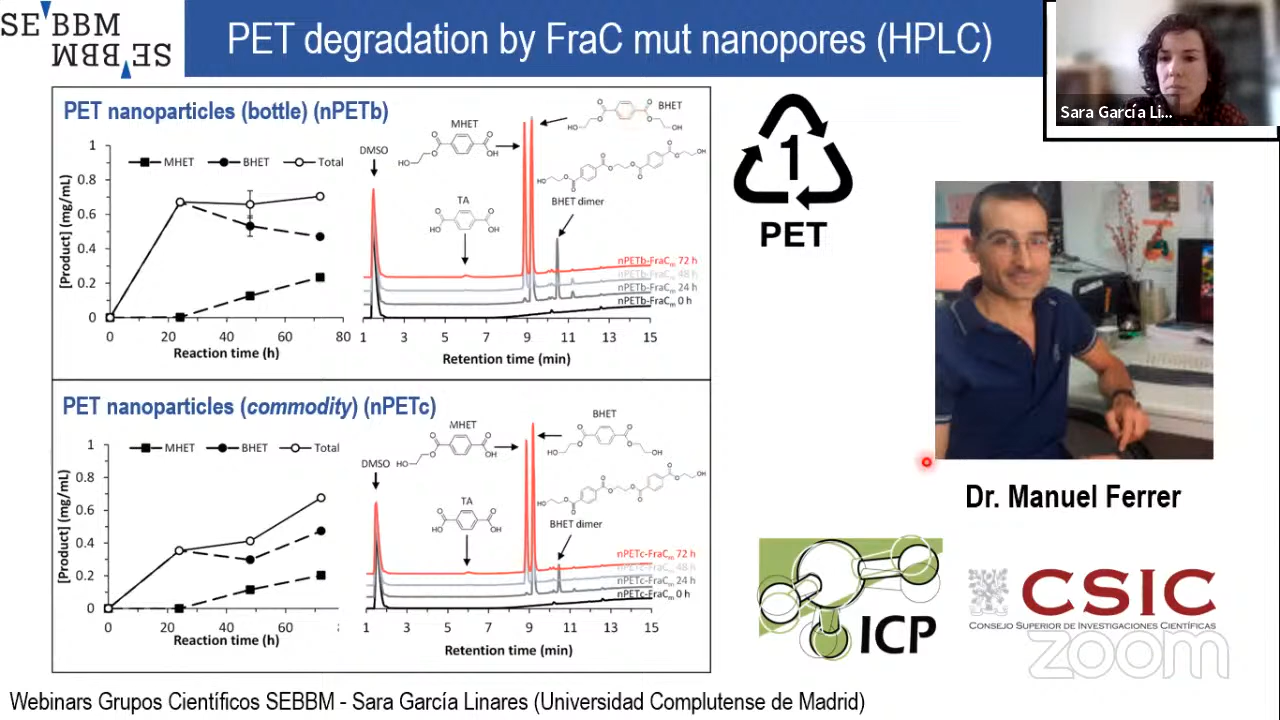 SEBBM
SEBBM
PET degradation by FraC mut nanopores (HPLC)
Sara García Li...
PET nanoparticles (bottle) (nPETb)
MHET BHET Total
[Product] (mg/mL)
1
0.8
0.6
0.4
0.2
0
0 20 40 60 80
Reaction time (h)
DMSO
MHET
BHET
TA
BHET dimer
HO
OH
nPETb-FraCm 72 h
nPETb-FraCm 48 h
nPETb-FraCm 24 h
nPETb-FraCm 0 h
1 3 5 7 9 11 13 15
Retention time (min)
PET nanoparticles (commodity) (nPETc)
MHET BHET Total
[Product] (mg/mL)
1
0.8
0.6
0.4
0.2
0
0 20 40 60
Reaction time (h)
DMSO
MHET
BHET
TA
BHET dimer
HO
OH
nPETc-FraCm 72 h
nPETc-FraCm 48 h
nPETc-FraCm 24 h
nPETc-FraCm 0 h
1 3 5 7 9 11 13 15
Retention time (min)
1
PET
Dr. Manuel Ferrer
ICP
CSIC
CONSEJO SUPERIOR DE INVESTIGACIONES CIENTÍFICAS
zoom
Webinars Grupos Científicos SEBBM - Sara García Linares (Universidad Complutense de Madrid)